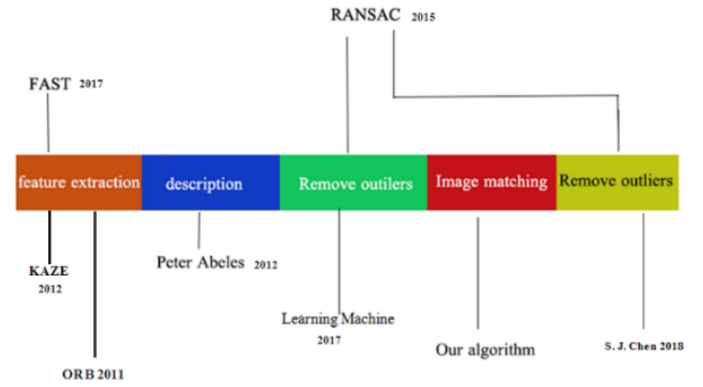 RANSAC 2015
FAST 2017
feature extraction
description
Remove outilers
Image matching
Remove outliers
KAZE
2012
Peter Abeles 2012
Learning Machine
2017
Our algorithm
S. J. Chen 2018
ORB 2011